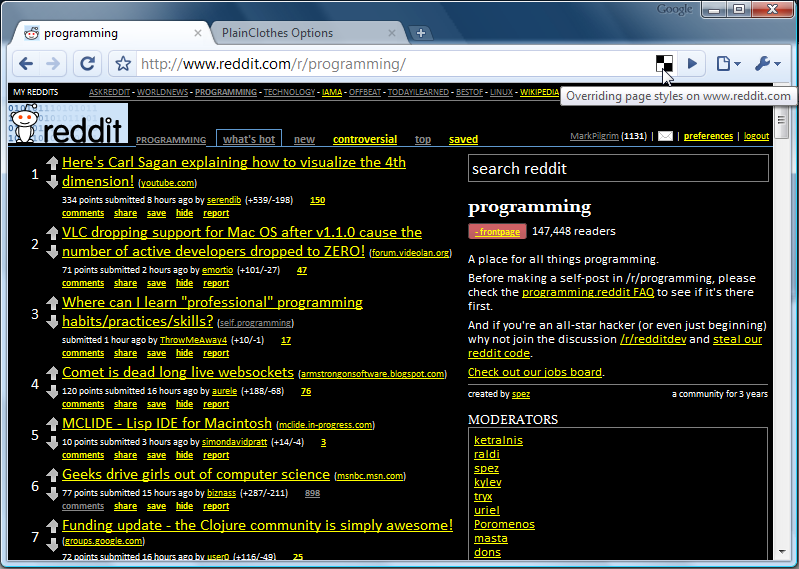 Google
programming
PlainClothes Options
http://www.reddit.com/r/programming/
Overriding page styles on www.reddit.com
MY REDDITS ASKREDDIT - WORLDNEWS - PROGRAMMING - TECHNOLOGY - IAMA - OFFBEAT - TODAYILEARNED - BESTOF - LINUX - WIKIPEDIA
reddit PROGRAMMING what's hot new controversial top saved
MarkPilgrim (1131) | | preferences | logout
1 Here's Carl Sagan explaining how to visualize the 4th
dimension! (youtube.com)
334 points submitted 8 hours ago by serendib (+539/-198) 150
comments share save hide report
2 VLC dropping support for Mac OS after v1.1.0 cause the
number of active developers dropped to ZERO! (forum.videolan.org)
71 points submitted 2 hours ago by emortio (+101/-27) 47
comments share save hide report
3 Where can I learn "professional" programming
habits/practices/skills? (self.programming)
submitted 1 hour ago by ThrowMeAway4 (+10/-1) 17
comments share save hide report
4 Comet is dead long live websockets (armstrongonsoftware.blogspot.com)
120 points submitted 16 hours ago by aurele (+188/-68) 76
comments share save hide report
5 MCLIDE - Lisp IDE for Macintosh (mclide.in-progress.com)
10 points submitted 3 hours ago by simondavidpratt (+14/-4) 3
comments share save hide report
6 Geeks drive girls out of computer science (msnbc.msn.com)
77 points submitted 15 hours ago by biznass (+287/-211) 898
comments share save hide report
7 Funding update - the Clojure community is simply awesome!
(groups.google.com)
72 points submitted 16 hours ago by user0 (+116/-49) 25
search reddit
programming
- frontpage 147,448 readers
A place for all things programming.
Before making a self-post in /r/programming, please
check the programming.reddit FAQ to see if it's there
first.
And if you're an all-star hacker (or even just beginning)
why not join the discussion /r/redditdev and steal our
reddit code.
Check out our jobs board.
created by spez a community for 3 years
MODERATORS
ketralnis
raldi
spez
kylev
tryx
uriel
Poromenos
masta
dons